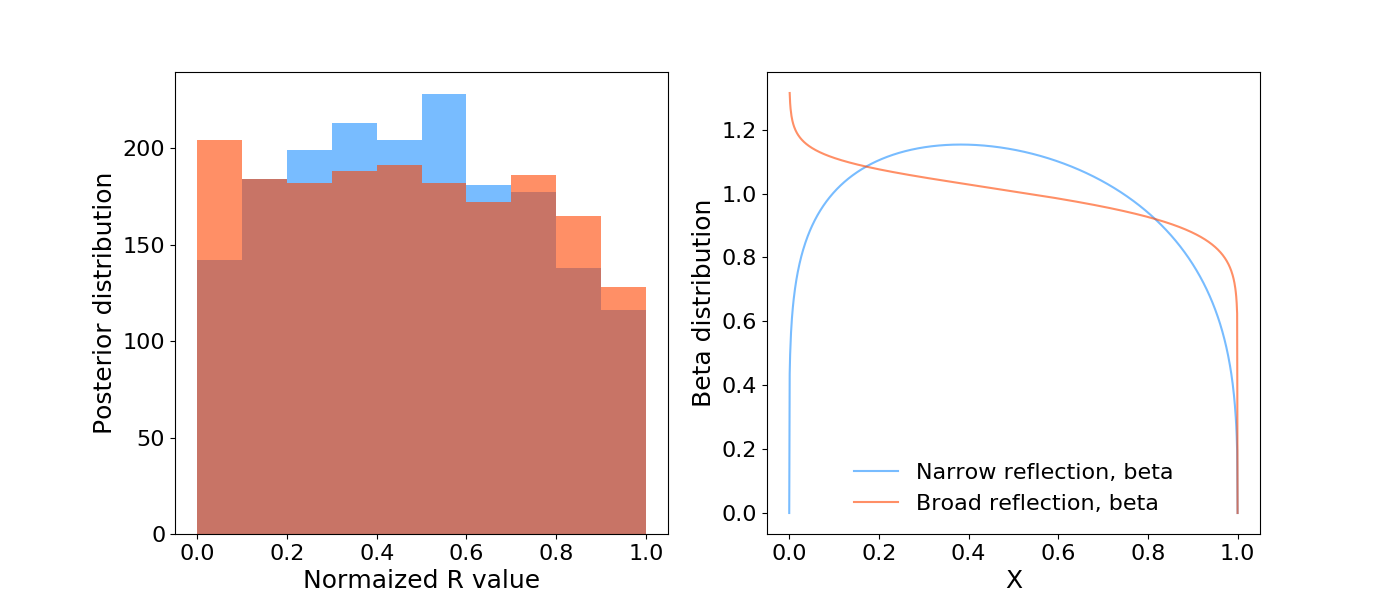 Posterior distribution
200
150
100
50
0
0.0 0.2 0.4 0.6 0.8 1.0
Normaized R value
Beta distribution
1.2
1.0
0.8
0.6
0.4
0.2
0.0
0.0 0.2 0.4 0.6 0.8 1.0
X
Narrow reflection, beta
Broad reflection, beta